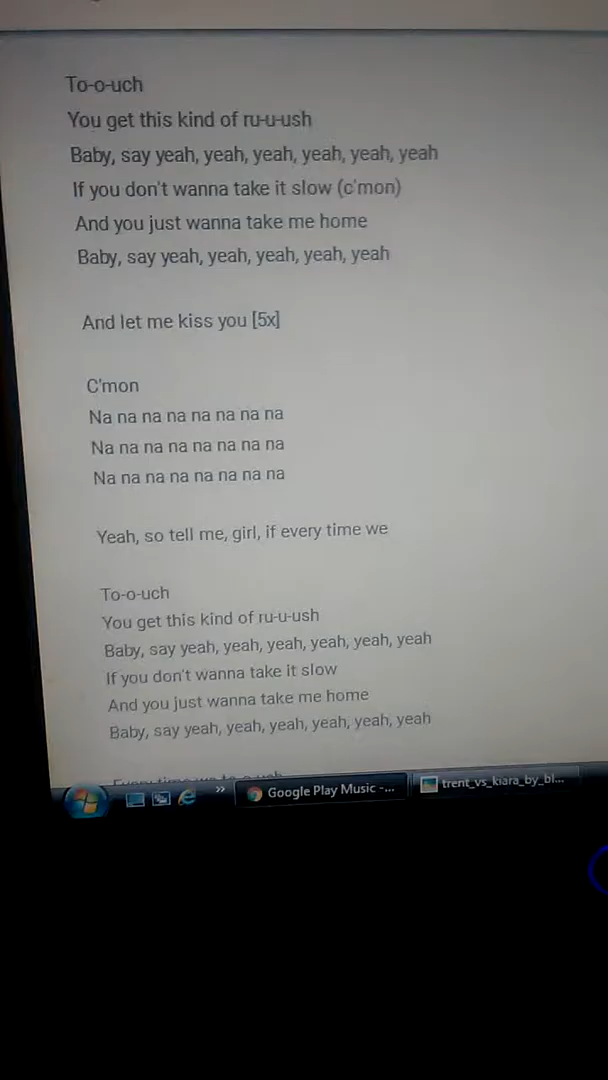 To-o-uch
You get this kind of ru-u-ush
Baby, say yeah, yeah, yeah, yeah, yeah, yeah
If you don't wanna take it slow (c'mon)
And you just wanna take me home
Baby, say yeah, yeah, yeah, yeah, yeah
And let me kiss you [5x]
C'mon
Na na na na na na na na
Na na na na na na na na
Na na na na na na na na
Yeah, so tell me, girl, if every time we
To-o-uch
You get this kind of ru-u-ush
Baby, say yeah, yeah, yeah, yeah, yeah, yeah
If you don't wanna take it slow
And you just wanna take me home
Baby, say yeah, yeah, yeah, yeah, yeah, yeah
Every time we to-o-uch
» Google Play Music -... trent_vs_kiara_by_bl...